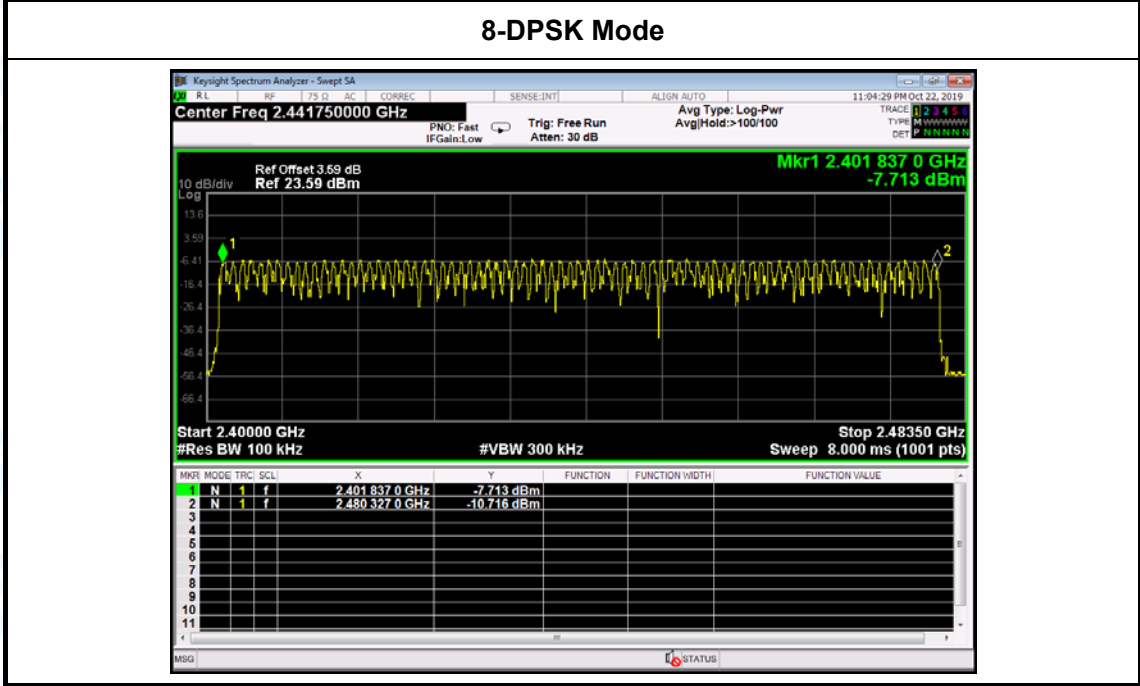 8-DPSK Mode
Keysight Spectrum Analyzer - Swept SA
RL RF 75 Ω AC CORREC SENSE:INT ALIGN AUTO 11:04:29 PM Oct 22, 2019
Center Freq 2.441750000 GHz Avg Type: Log-Pwr TRACE 1 2 3 4 5 6
PNO: Fast Trig: Free Run Avg|Hold:>100/100 TYPE M W W W W W
IFGain:Low Atten: 30 dB DET P N N N N N
Mkr1 2.401 837 0 GHz
Ref Offset 3.59 dB
10 dB/div Ref 23.59 dBm -7.713 dBm
Log
13.6
3.59
1
2
-6.41
-16.4
-26.4
-36.4
-46.4
-56.4
-66.4
Start 2.40000 GHz Stop 2.48350 GHz
#Res BW 100 kHz #VBW 300 kHz Sweep 8.000 ms (1001 pts)
MKR MODE TRC SCL X Y FUNCTION FUNCTION WIDTH FUNCTION VALUE
1 N 1 f 2.401 837 0 GHz -7.713 dBm
2 N 1 f 2.480 327 0 GHz -10.716 dBm
3
4
5
6
7
8
9
10
11
MSG STATUS